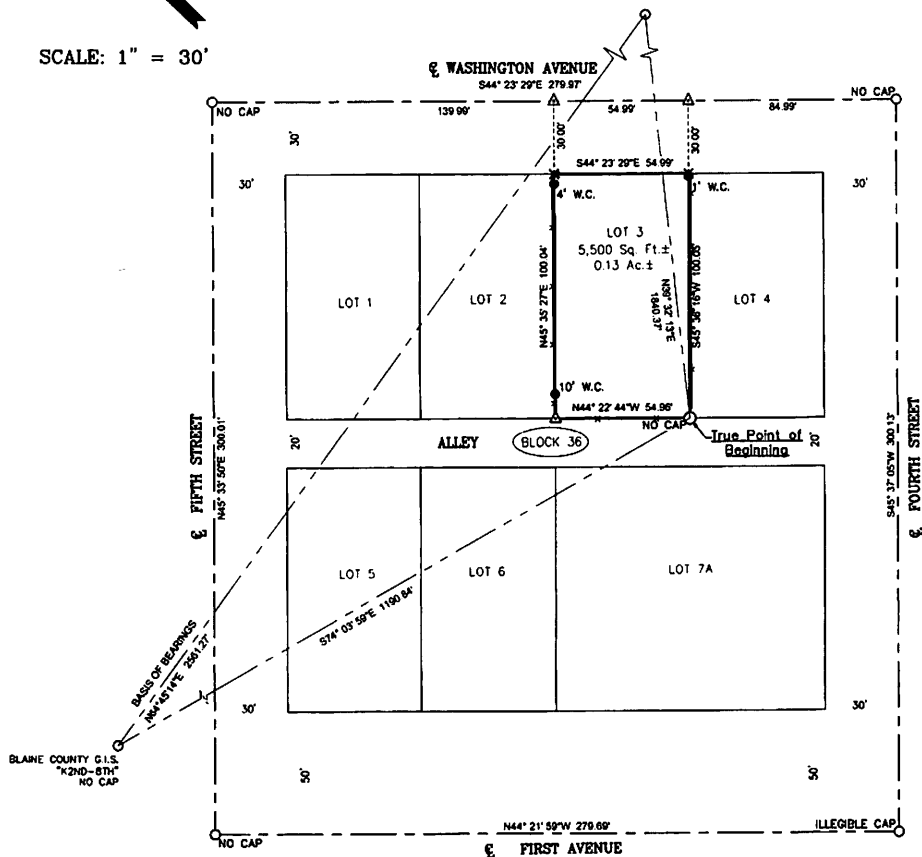 SCALE: 1" = 30'
℄ WASHINGTON AVENUE
S44° 23' 29"E 279.97'
NO CAP
NO CAP
139.99'
54.99'
84.99'
30'
30.00'
30.00'
30'
S44° 23' 29"E 54.99'
30'
4' W.C.
1' W.C.
LOT 3
5,500 Sq. Ft.±
0.13 Ac.±
LOT 1
LOT 2
LOT 4
N45° 35' 27"E 100.04'
N39° 32' 13"E
1840.37'
S45° 36' 16"W 100.05'
10' W.C.
N44° 22' 44"W 54.96'
NO CAP
True Point of
Beginning
20'
ALLEY
BLOCK 36
20'
℄ FIFTH STREET
N45° 33' 50"E 300.01'
S45° 37' 05"W 300.13'
℄ FOURTH STREET
LOT 5
LOT 6
LOT 7A
S74° 03' 59"E 1190.84'
BASIS OF BEARINGS
N64°45'14"E 2561.27'
30'
30'
BLAINE COUNTY G.I.S.
"K2ND-8TH"
NO CAP
50'
50'
N44° 21' 59"W 279.69'
ILLEGIBLE CAP
NO CAP
℄ FIRST AVENUE